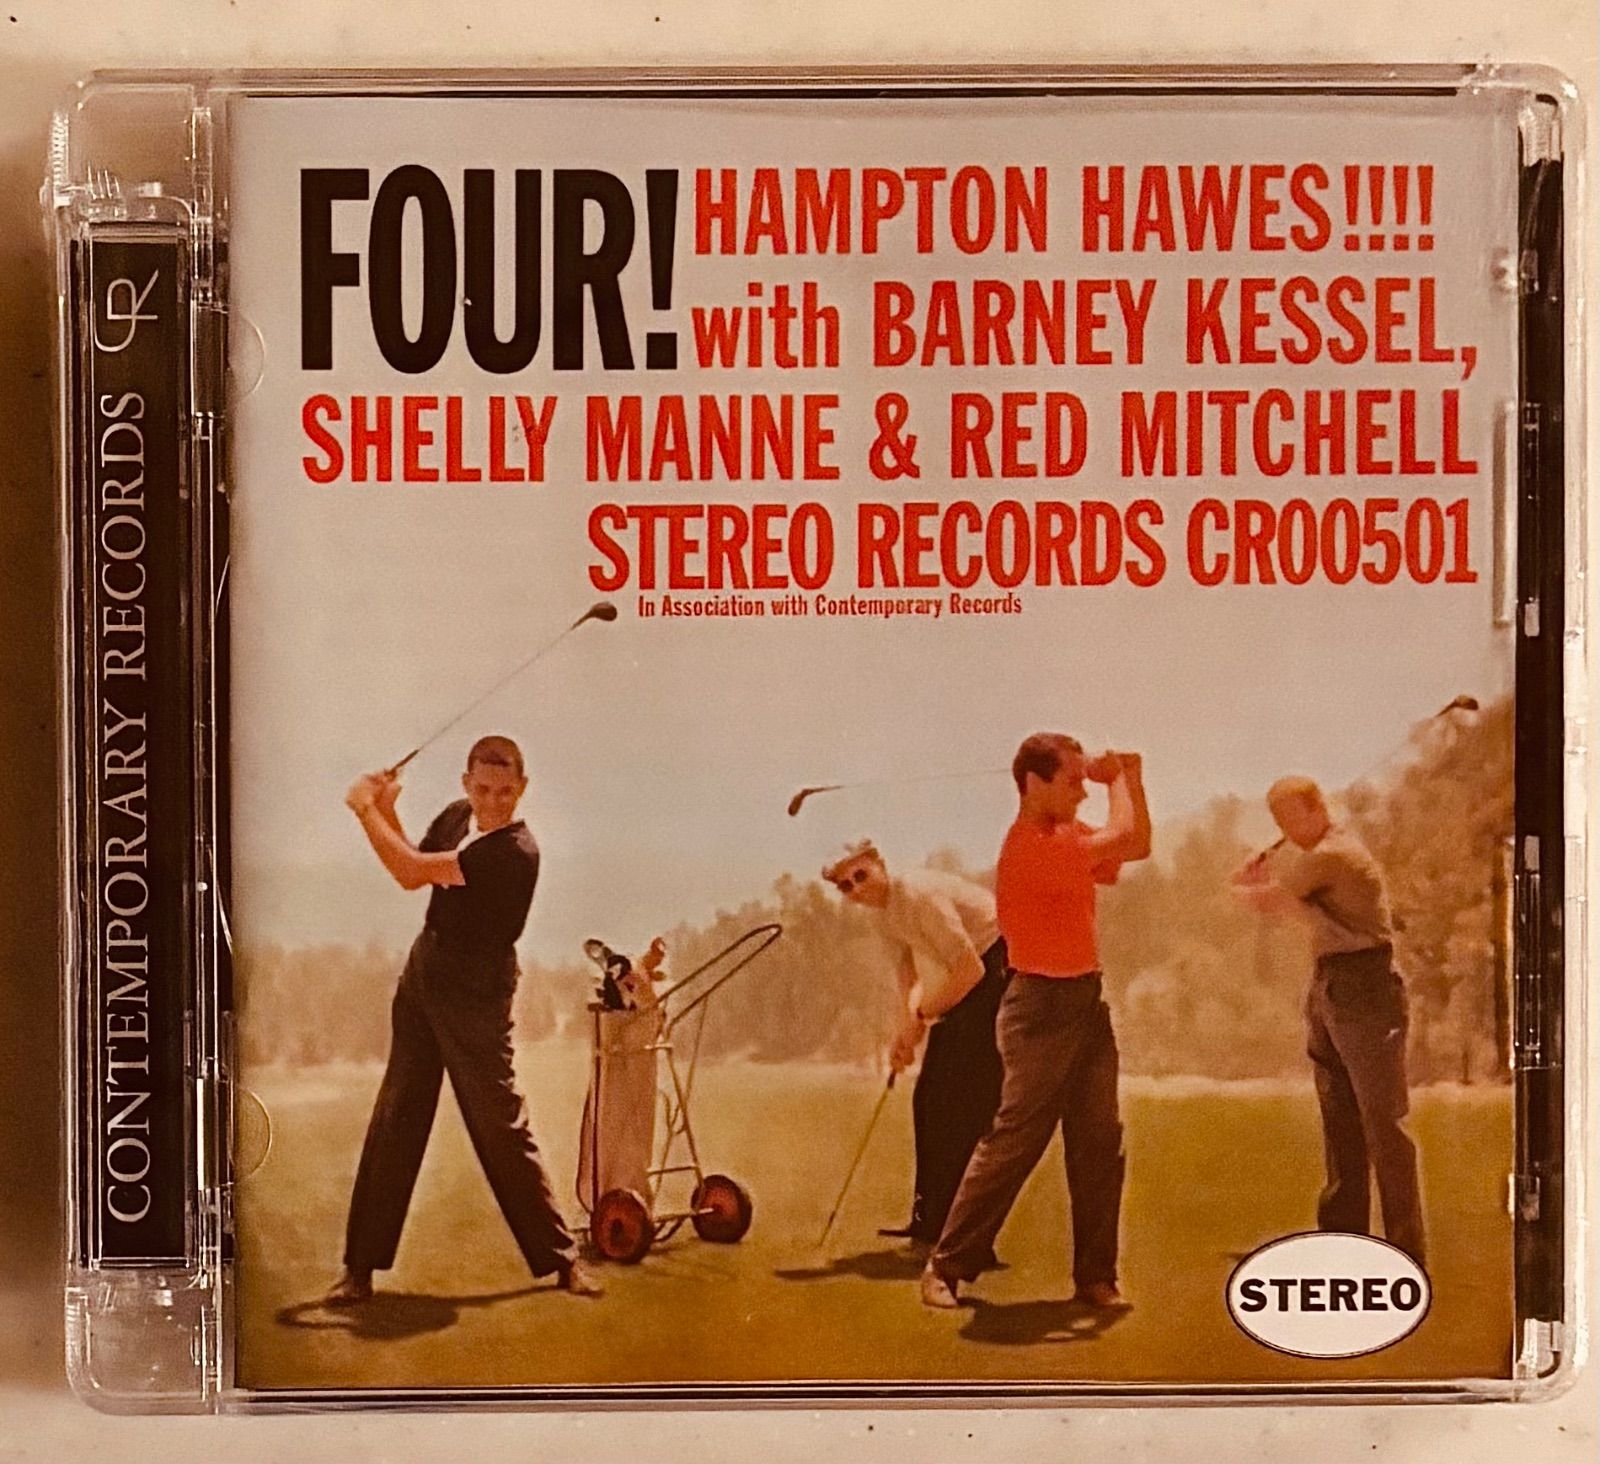 CONTEMPORARY RECORDS CR
FOUR! HAMPTON HAWES!!!!
with BARNEY KESSEL,
SHELLY MANNE & RED MITCHELL
STEREO RECORDS CR00501
In Association with Contemporary Records
STEREO